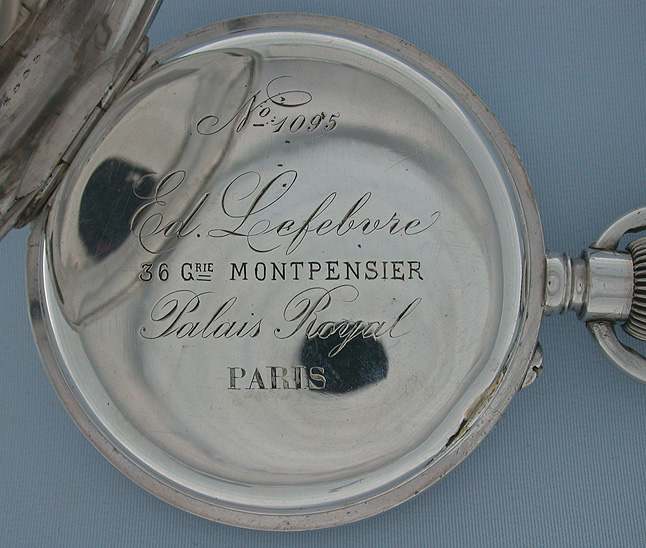 No. 1095
Ed. Lefebvre
36 GRIE MONTPENSIER
Palais Royal
PARIS